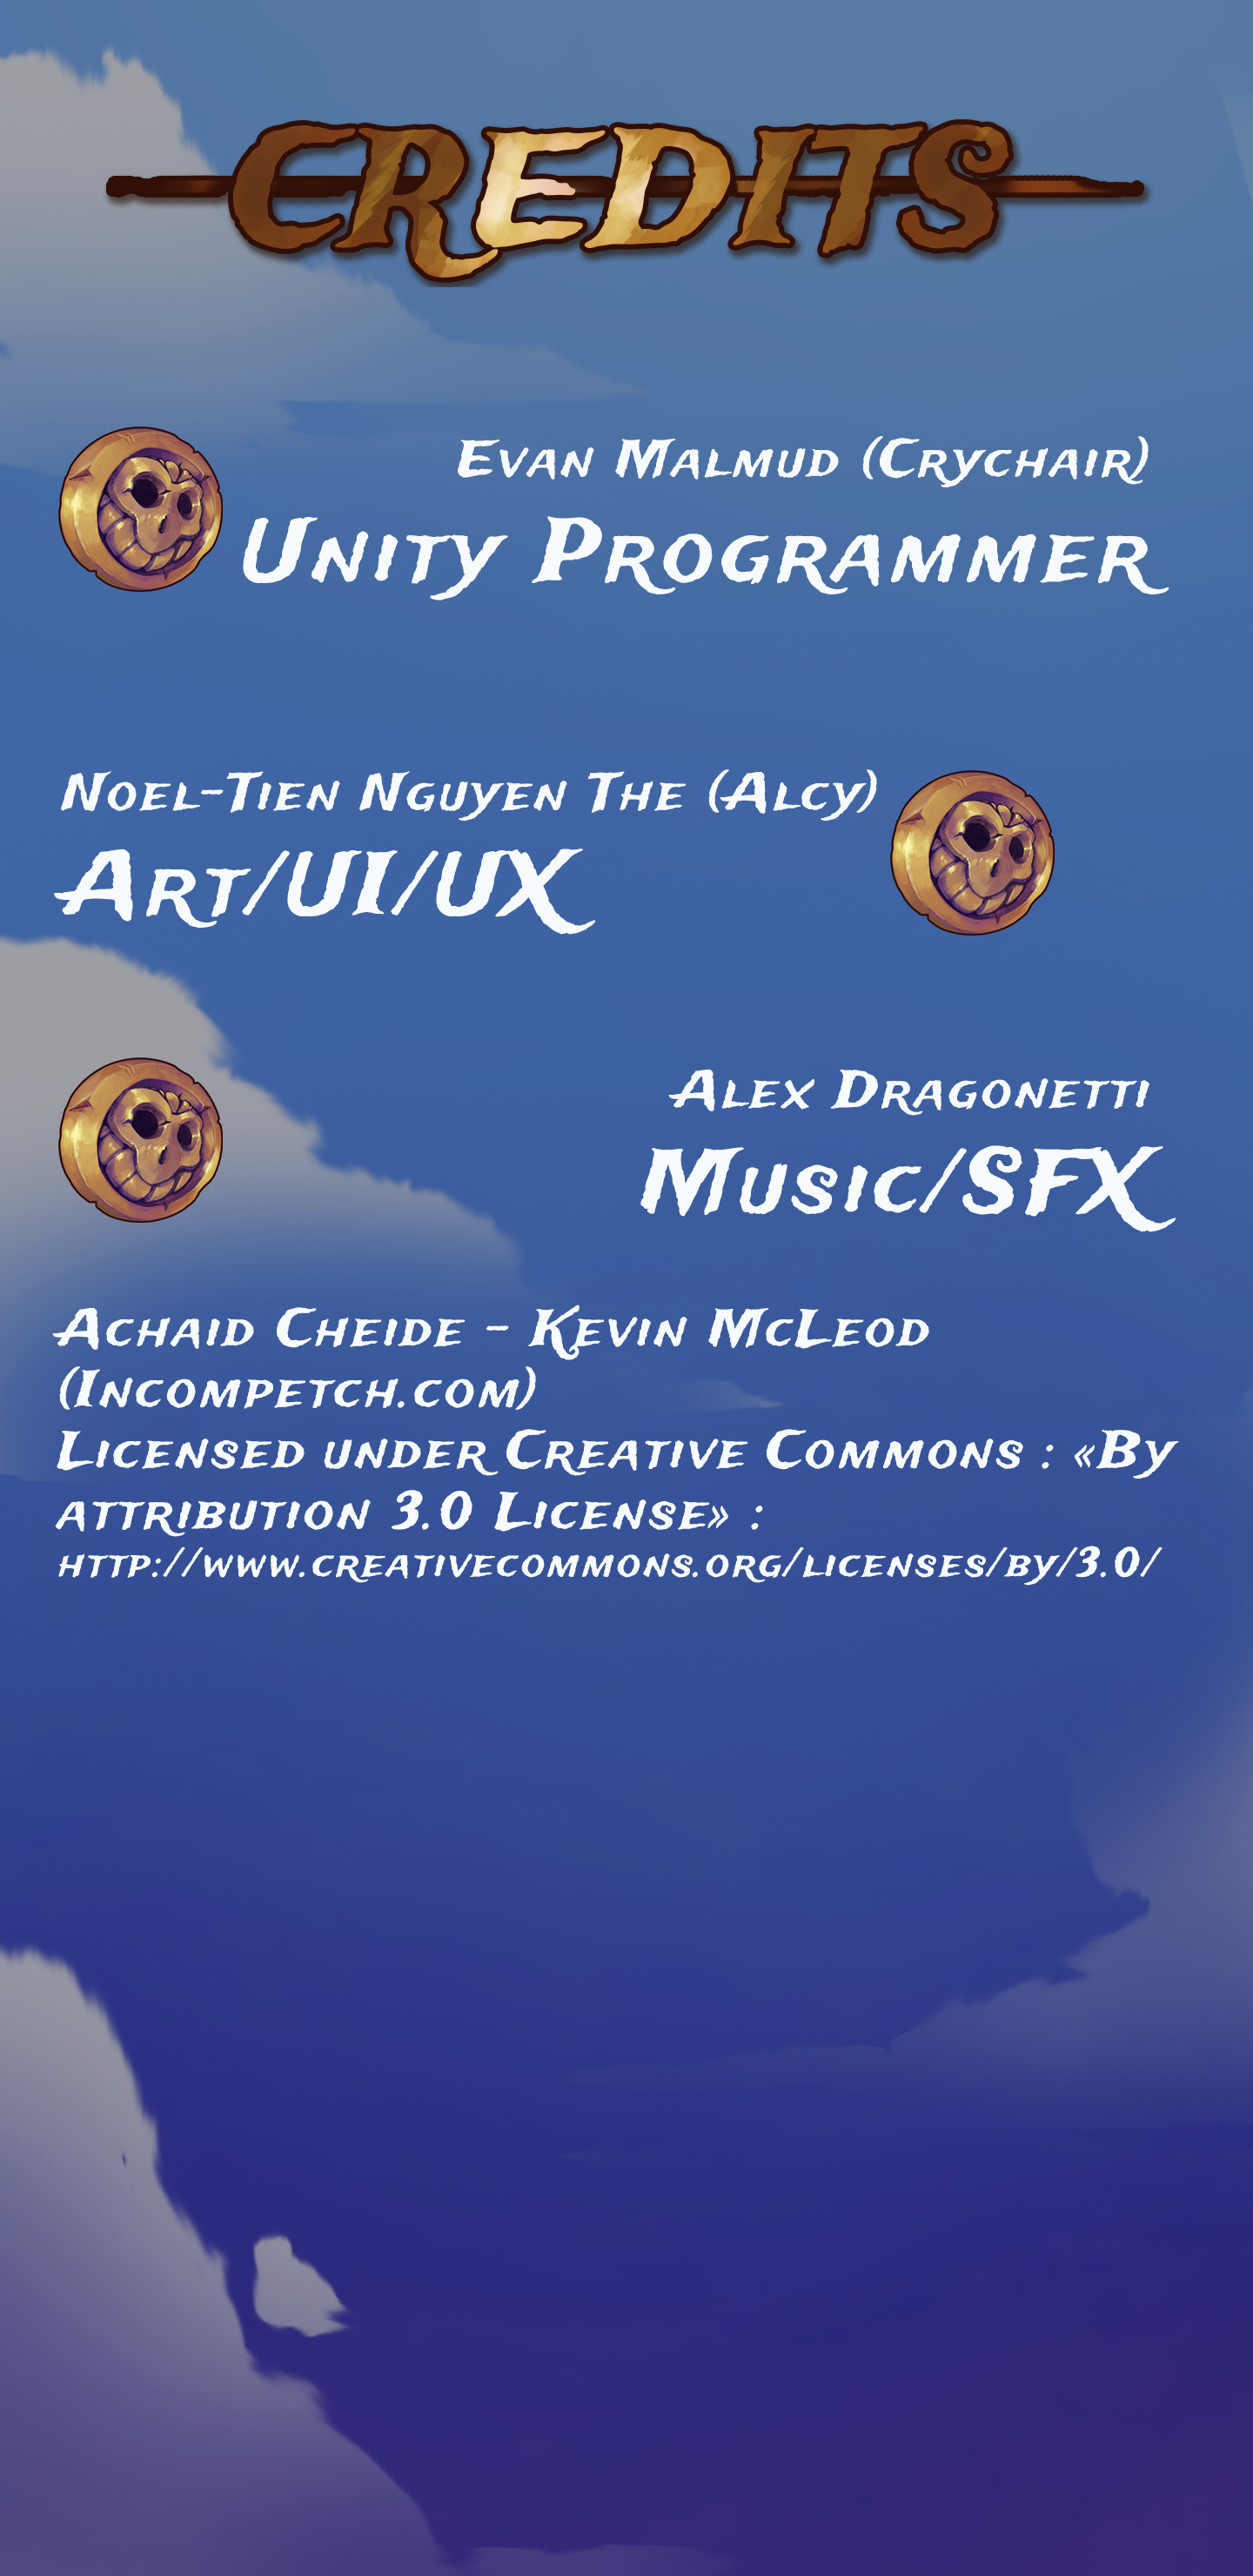 CREDITS
Evan Malmud (Crychair)
Unity Programmer
Noel-Tien Nguyen The (Alcy)
Art/UI/UX
Alex Dragonetti
Music/SFX
Achaid Cheide - Kevin McLeod
(Incompetch.com)
Licensed under Creative Commons : «By
attribution 3.0 License» :
http://www.creativecommons.org/licenses/by/3.0/